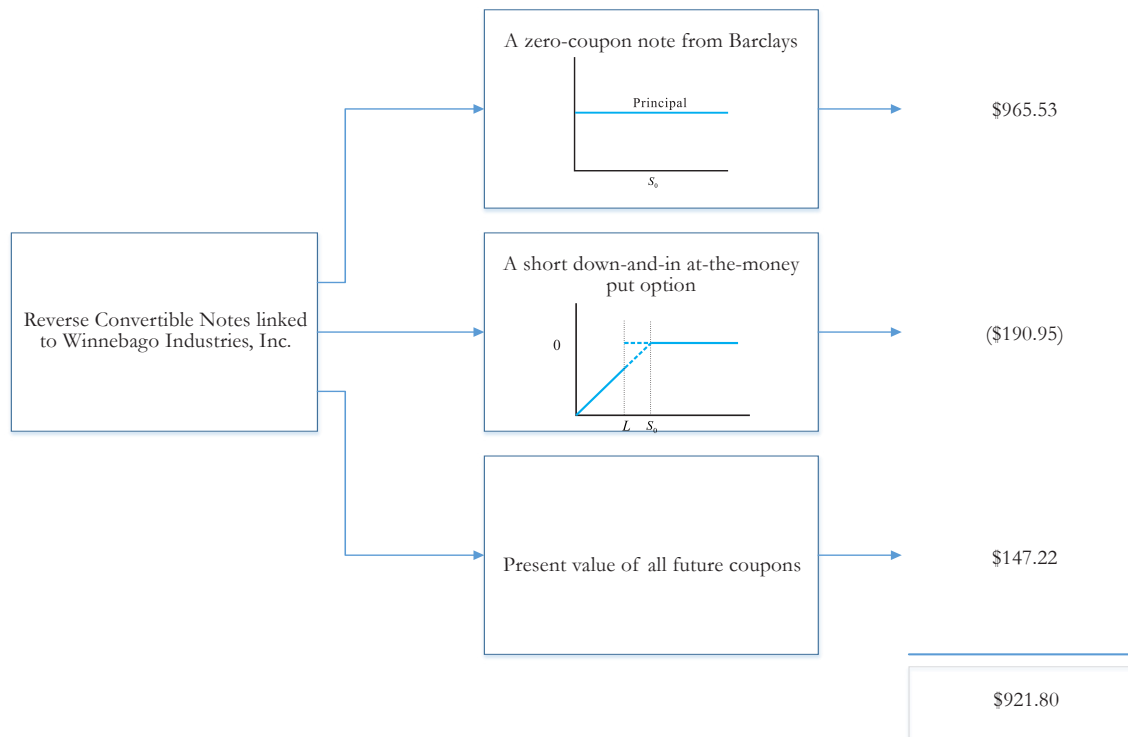 A zero-coupon note from Barclays
Principal
S₀
$965.53
Reverse Convertible Notes linked
to Winnebago Industries, Inc.
A short down-and-in at-the-money
put option
0
L S₀
($190.95)
Present value of all future coupons
$147.22
$921.80